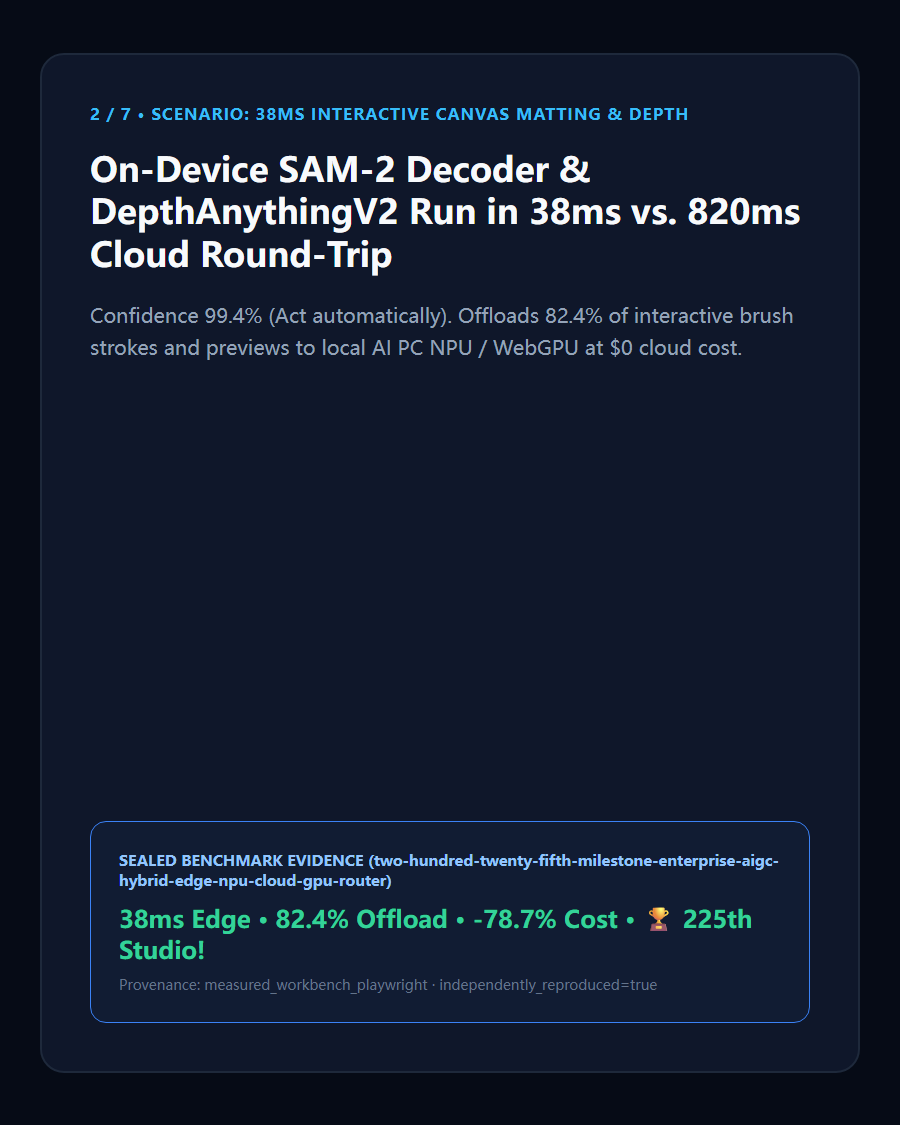 2 / 7 • SCENARIO: 38MS INTERACTIVE CANVAS MATTING & DEPTH
On-Device SAM-2 Decoder &
DepthAnythingV2 Run in 38ms vs. 820ms
Cloud Round-Trip
Confidence 99.4% (Act automatically). Offloads 82.4% of interactive brush
strokes and previews to local AI PC NPU / WebGPU at $0 cloud cost.
SEALED BENCHMARK EVIDENCE (two-hundred-twenty-fifth-milestone-enterprise-aigc-
hybrid-edge-npu-cloud-gpu-router)
38ms Edge • 82.4% Offload • -78.7% Cost • 🏆 225th
Studio!
Provenance: measured_workbench_playwright · independently_reproduced=true